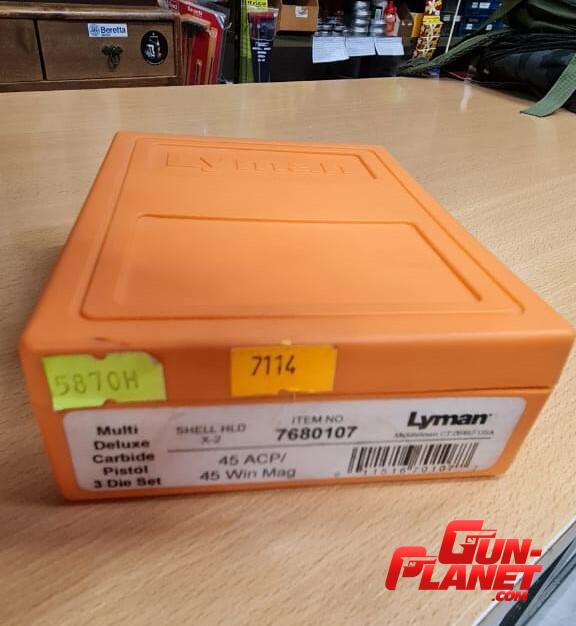 Beretta
Lyman
5870H
7114
Multi
Deluxe
Carbide
Pistol
3 Die Set
SHELL HLD
X-2
ITEM NO
7680107
45 ACP/
45 Win Mag
Lyman
GUN-
PLANET
.COM